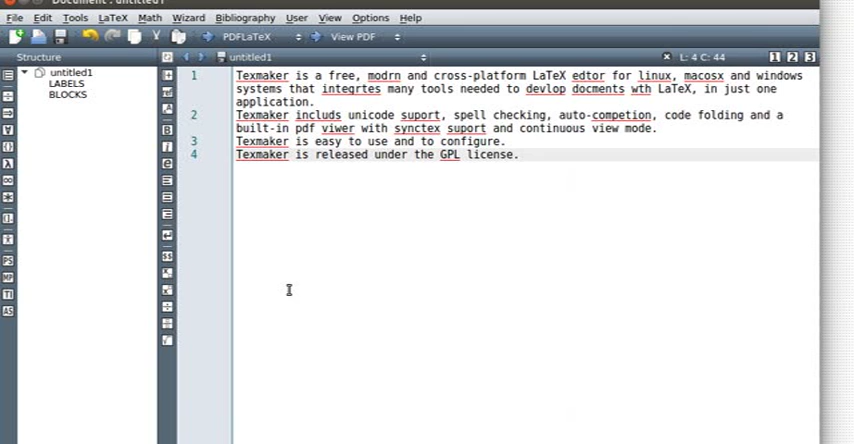 Document : untitled1
File Edit Tools LaTeX Math Wizard Bibliography User View Options Help
PDFLaTeX View PDF
Structure untitled1 L: 4 C: 44 1 2 3
untitled1
LABELS
BLOCKS
1 Texmaker is a free, modrn and cross-platform LaTeX edtor for linux, macosx and windows
systems that integrtes many tools needed to devlop docments wth LaTeX, in just one
application.
2 Texmaker includs unicode suport, spell checking, auto-competion, code folding and a
built-in pdf viwer with synctex suport and continuous view mode.
3 Texmaker is easy to use and to configure.
4 Texmaker is released under the GPL license.
PS
MP
TI
AS